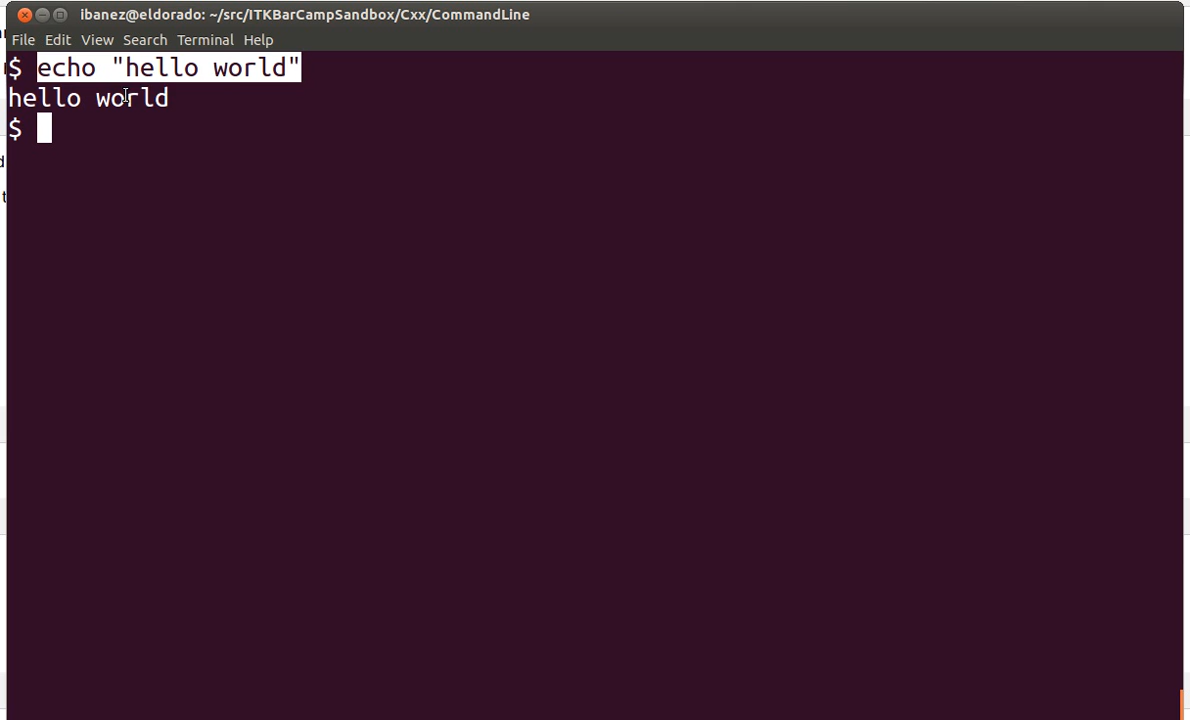 ibanez@eldorado: ~/src/ITKBarCampSandbox/Cxx/CommandLine
File Edit View Search Terminal Help
$ echo "hello world"
hello world
$